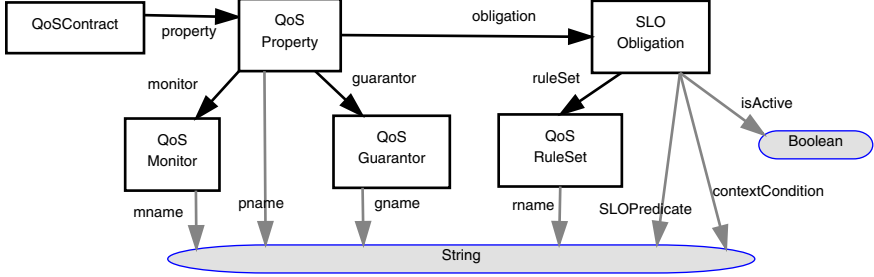 QoSContract
property
QoS
Property
obligation
SLO
Obligation
monitor
guarantor
ruleSet
isActive
QoS
Monitor
QoS
Guarantor
QoS
RuleSet
Boolean
mname
pname
gname
rname
SLOPredicate
contextCondition
String